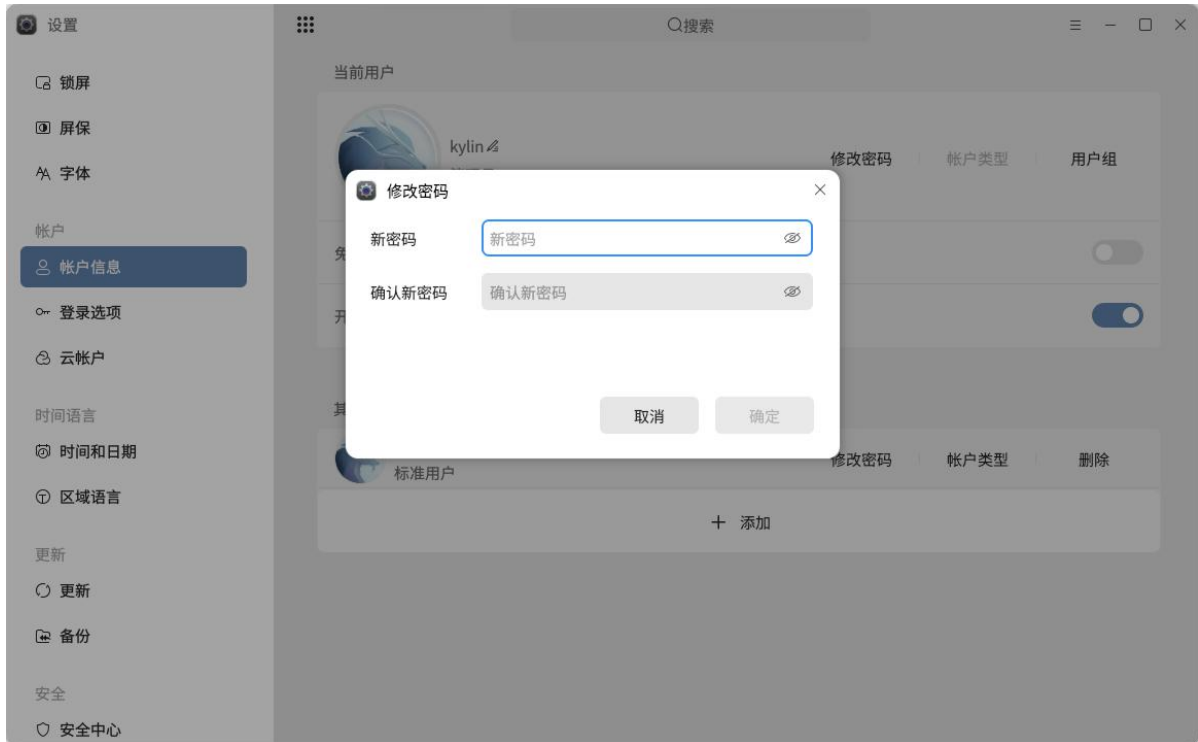 设置
搜索
锁屏
屏保
字体
帐户
帐户信息
登录选项
云帐户
时间语言
时间和日期
区域语言
更新
更新
备份
安全
安全中心
当前用户
kylin
修改密码 帐户类型 用户组
修改密码
新密码 新密码
确认新密码 确认新密码
取消 确定
免
开
其
标准用户
修改密码 帐户类型 删除
+ 添加